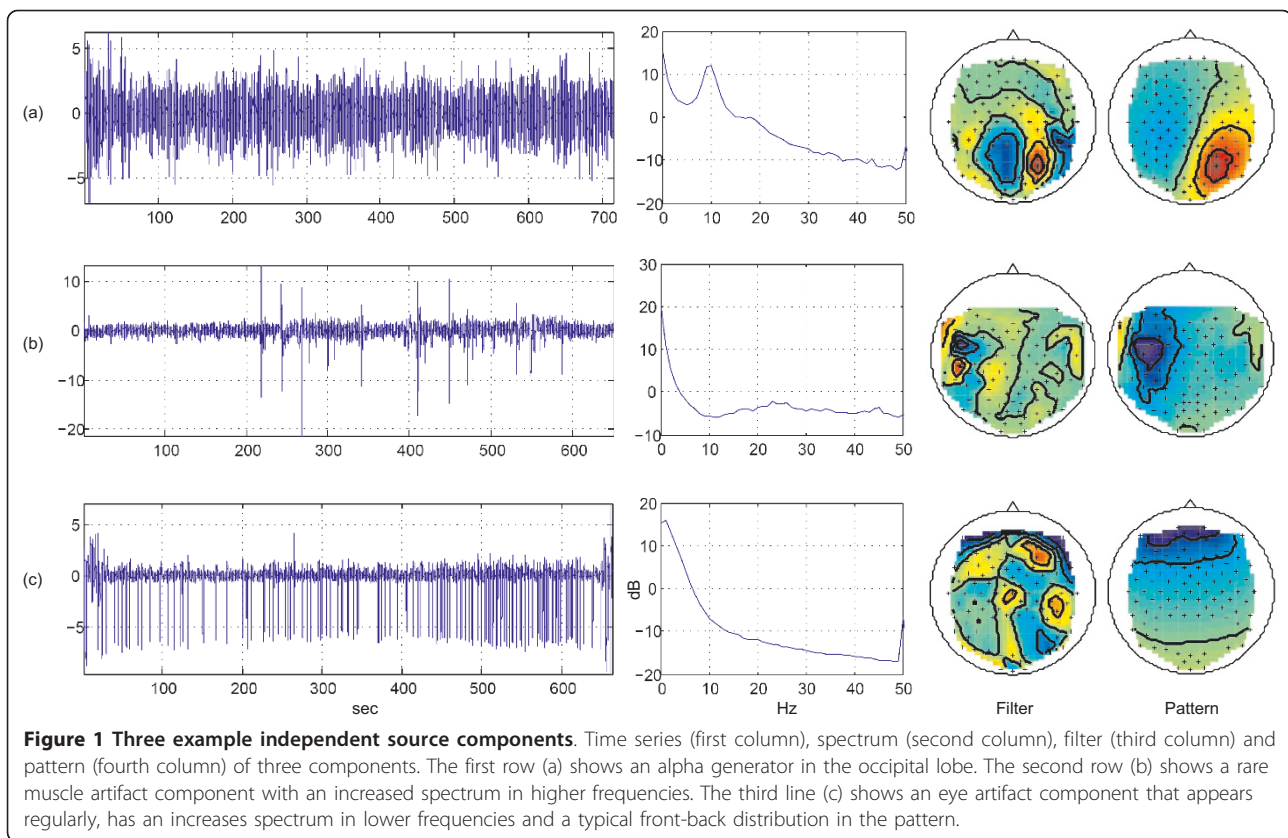 (a)
5
0
−5
100 200 300 400 500 600 700
20
10
0
−10
−20
0 10 20 30 40 50
(b)
10
0
−10
−20
100 200 300 400 500 600
30
20
10
0
−10
0 10 20 30 40 50
(c)
5
0
−5
100 200 300 400 500 600
sec
20
10
0
−10
−20
dB
0 10 20 30 40 50
Hz
Filter
Pattern
Figure 1 Three example independent source components. Time series (first column), spectrum (second column), filter (third column) and
pattern (fourth column) of three components. The first row (a) shows an alpha generator in the occipital lobe. The second row (b) shows a rare
muscle artifact component with an increased spectrum in higher frequencies. The third line (c) shows an eye artifact component that appears
regularly, has an increases spectrum in lower frequencies and a typical front-back distribution in the pattern.